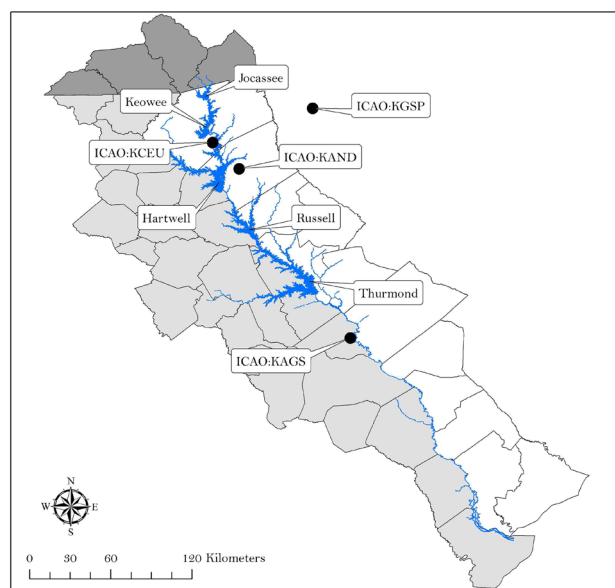 Jocassee
Keowee
ICAO:KGSP
ICAO:KCEU
ICAO:KAND
Hartwell
Russell
Thurmond
ICAO:KAGS
N
W E
S
0 30 60 120 Kilometers